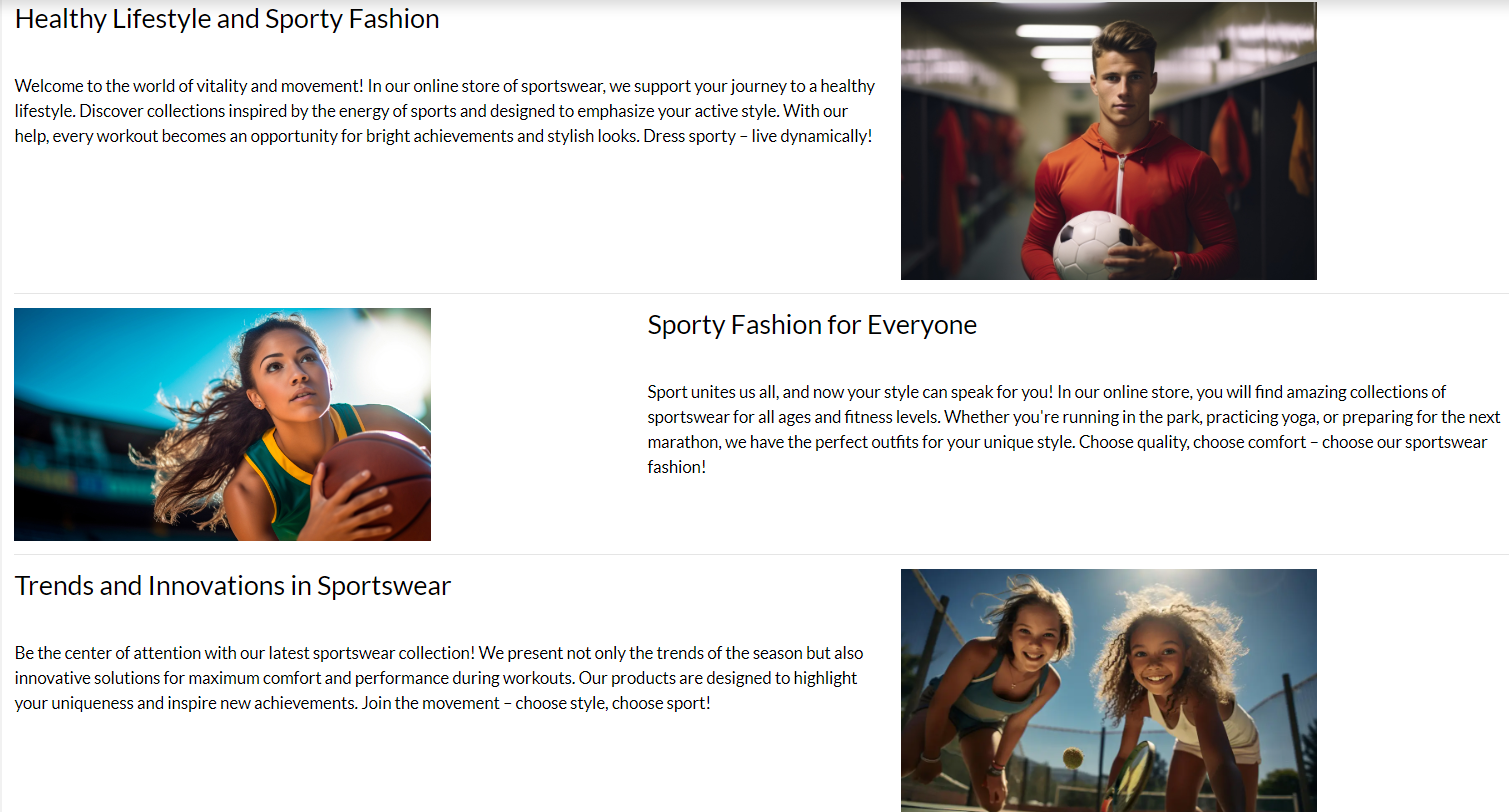 Healthy Lifestyle and Sporty Fashion
Welcome to the world of vitality and movement! In our online store of sportswear, we support your journey to a healthy
lifestyle. Discover collections inspired by the energy of sports and designed to emphasize your active style. With our
help, every workout becomes an opportunity for bright achievements and stylish looks. Dress sporty – live dynamically!
Sporty Fashion for Everyone
Sport unites us all, and now your style can speak for you! In our online store, you will find amazing collections of
sportswear for all ages and fitness levels. Whether you're running in the park, practicing yoga, or preparing for the next
marathon, we have the perfect outfits for your unique style. Choose quality, choose comfort – choose our sportswear
fashion!
Trends and Innovations in Sportswear
Be the center of attention with our latest sportswear collection! We present not only the trends of the season but also
innovative solutions for maximum comfort and performance during workouts. Our products are designed to highlight
your uniqueness and inspire new achievements. Join the movement – choose style, choose sport!